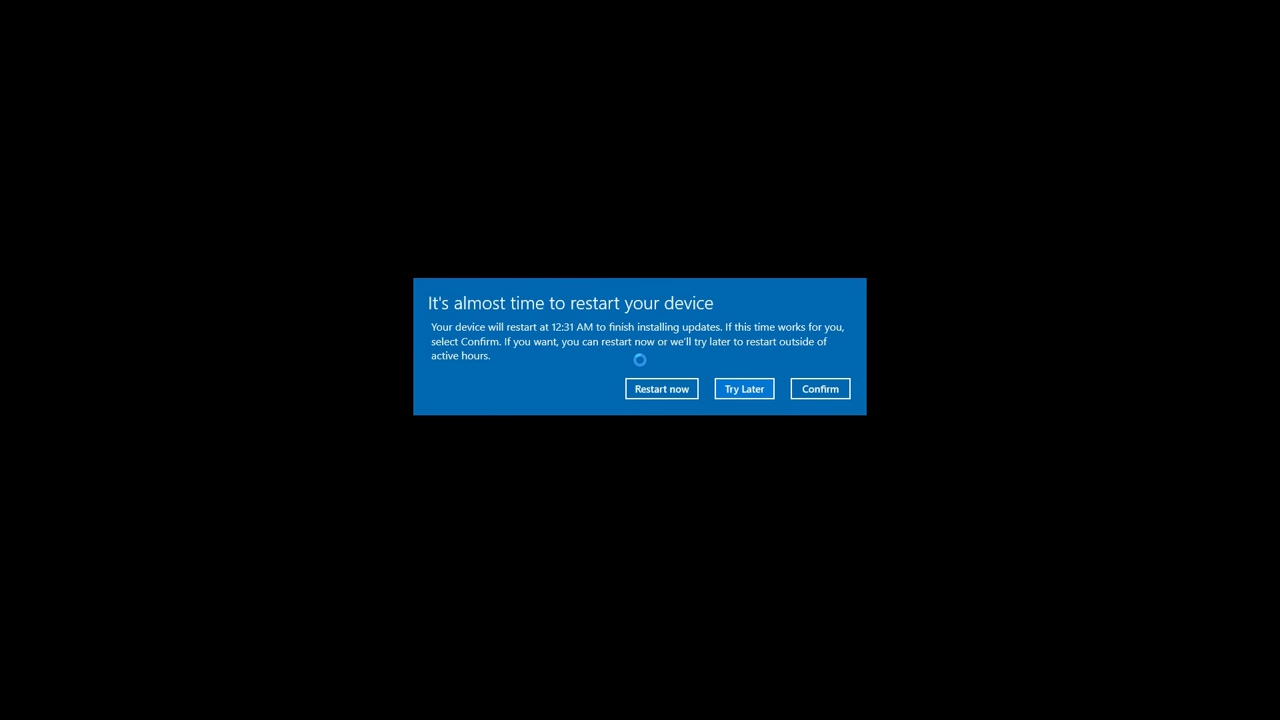 It's almost time to restart your device
Your device will restart at 12:31 AM to finish installing updates. If this time works for you,
select Confirm. If you want, you can restart now or we'll try later to restart outside of
active hours.
Restart now Try Later Confirm